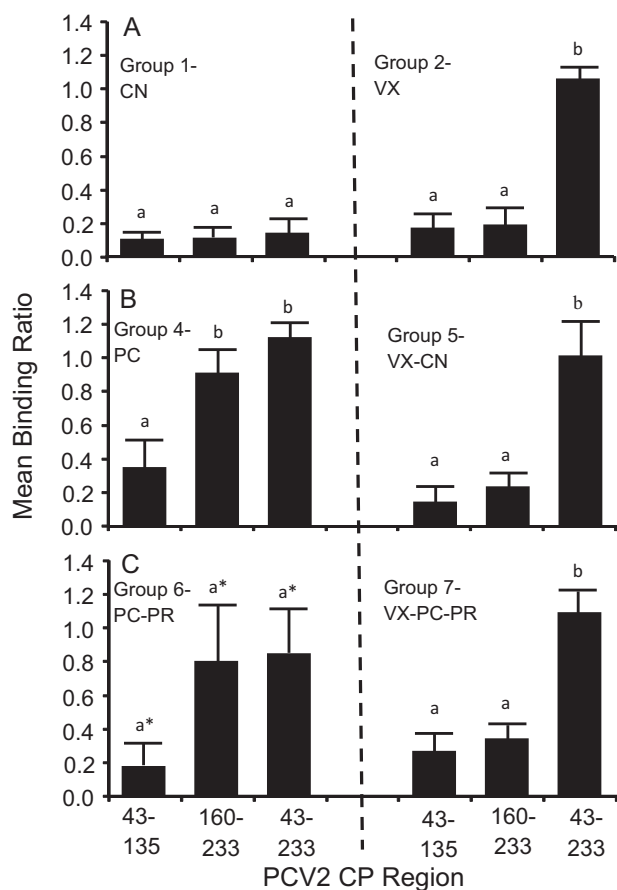 Mean Binding Ratio
A
1.4
1.2
1.0
0.8
0.6
0.4
0.2
0.0
Group 1-
CN
a a a
Group 2-
VX
a a b
B
1.4
1.2
1.0
0.8
0.6
0.4
0.2
0.0
Group 4-
PC
a b b
Group 5-
VX-CN
a a b
C
1.4
1.2
1.0
0.8
0.6
0.4
0.2
0.0
Group 6-
PC-PR
a* a* a*
Group 7-
VX-PC-PR
a a b
43- 160- 43- 43- 160- 43-
135 233 233 135 233 233
PCV2 CP Region